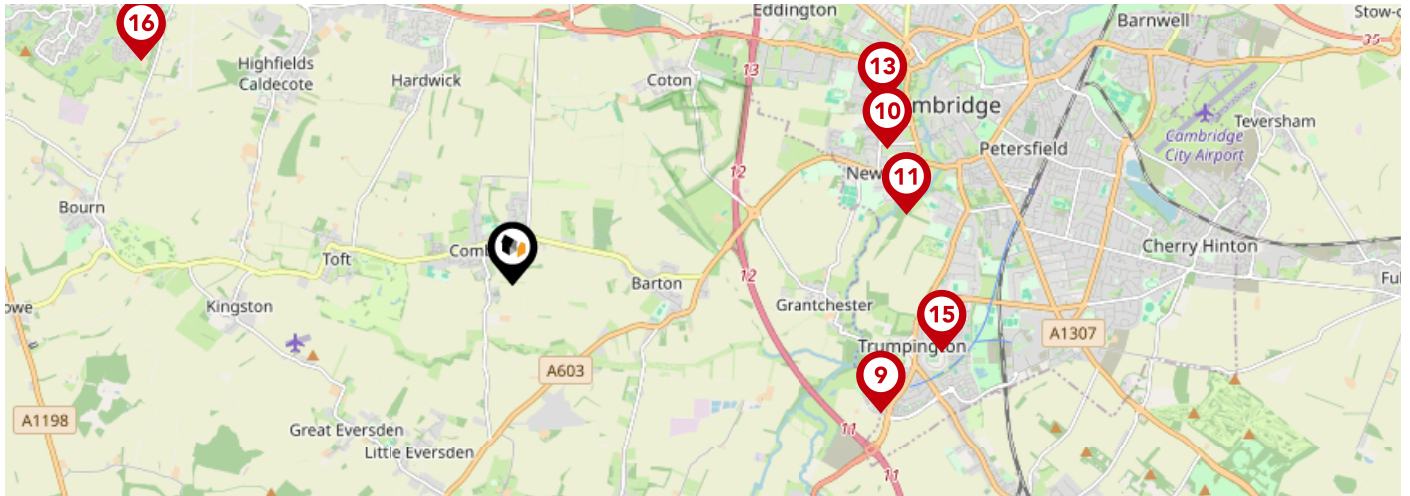 16
Eddington
Barnwell
Stow-c
35
Highfields
Caldecote
Hardwick
Coton
13
13
10
mbridge
Cambridge
City Airport
Teversham
Petersfield
12
New
11
Bourn
Comb
Toft
Cherry Hinton
owe
Kingston
Barton
12
Grantchester
Ful
15
A1307
Trumpington
A603
9
A1198
Great Eversden
Little Eversden
11
11